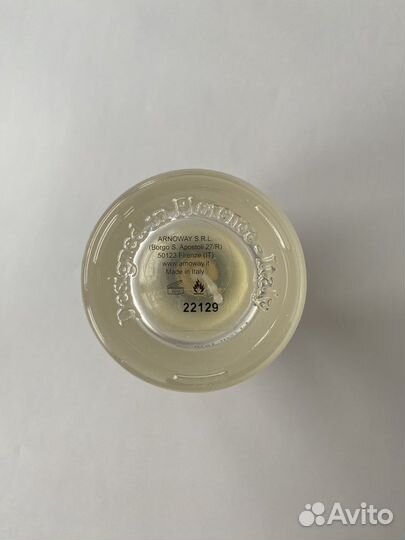 Designed in Florence - Italy
ARNOWAY S.R.L.
(Borgo S. Apostoli 27/R)
50123 Firenze (IT)
www.arnoway.it
Made in Italy
22129
Avito